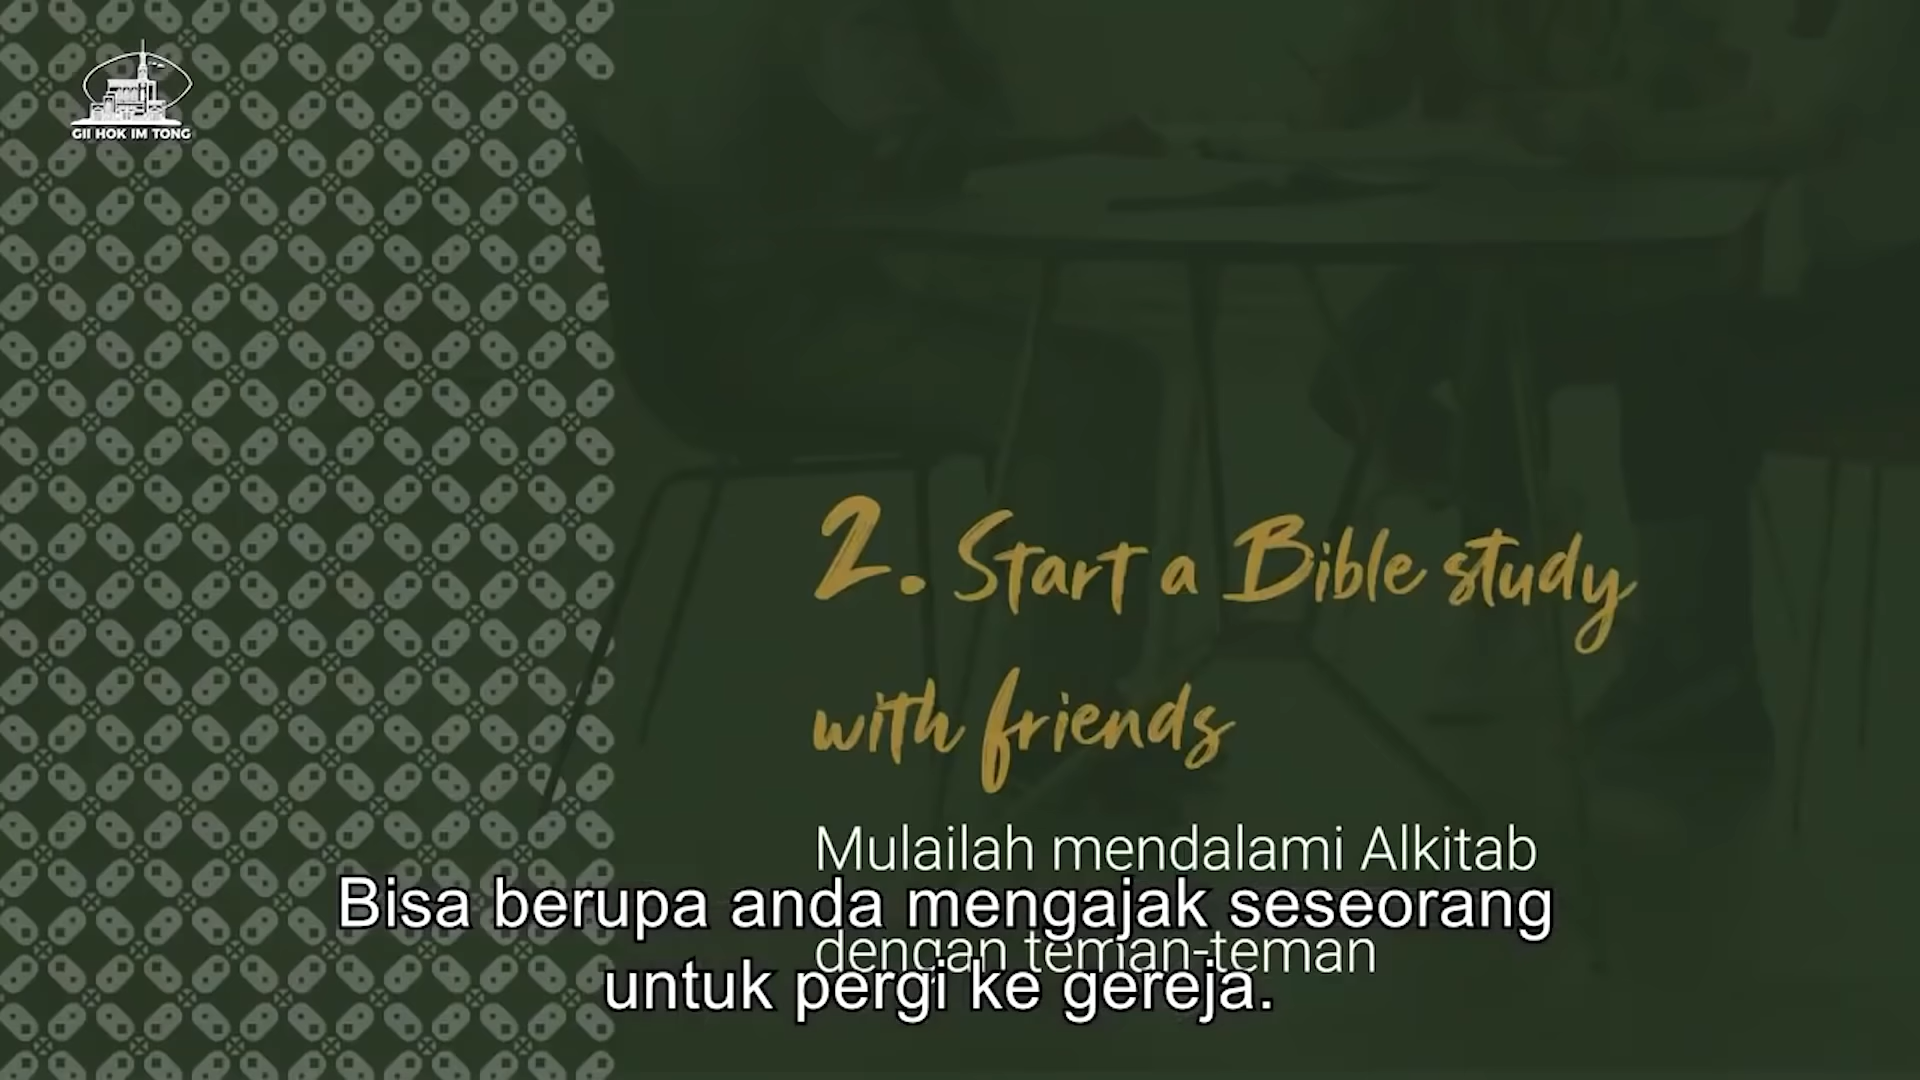 GII HOK IM TONG
2. Start a Bible study
with friends
Mulailah mendalami Alkitab
dengan teman-teman
Bisa berupa anda mengajak seseorang
untuk pergi ke gereja.